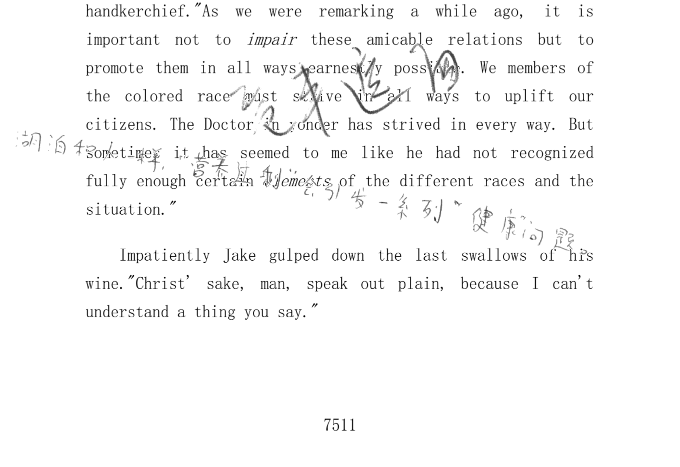 handkerchief."As we were remarking a while ago, it is
important not to impair these amicable relations but to
promote them in all ways earnestly possible. We members of
the colored race must strive in all ways to uplift our
citizens. The Doctor in yonder has strived in every way. But
sometimes it has seemed to me like he had not recognized
fully enough certain elements of the different races and the
situation."
湖泊 营养 引发一系列 健康问题
Impatiently Jake gulped down the last swallows of his
wine."Christ' sake, man, speak out plain, because I can't
understand a thing you say."
7511